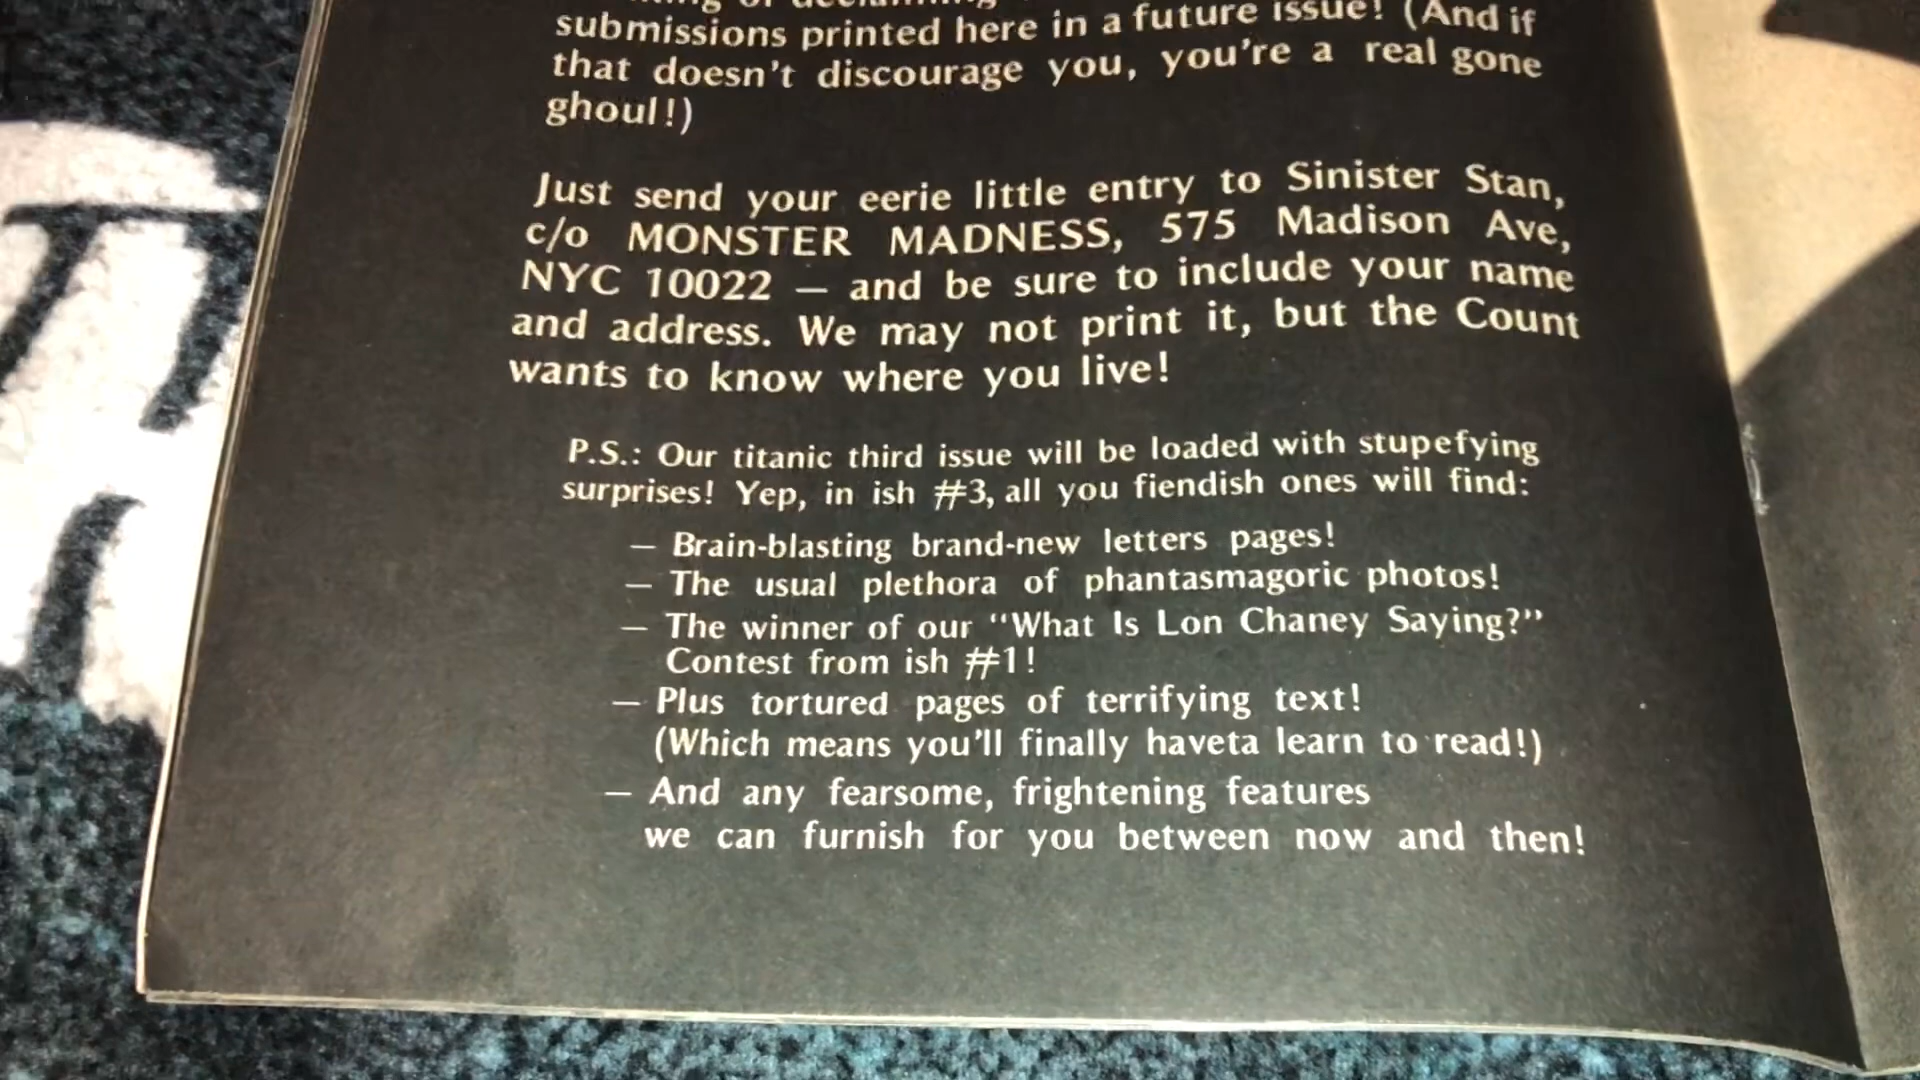 submissions printed here in a future issue! (And if
that doesn't discourage you, you're a real gone
ghoul!)
Just send your eerie little entry to Sinister Stan,
c/o MONSTER MADNESS, 575 Madison Ave,
NYC 10022 — and be sure to include your name
and address. We may not print it, but the Count
wants to know where you live!
P.S.: Our titanic third issue will be loaded with stupefying
surprises! Yep, in ish #3, all you fiendish ones will find:
— Brain-blasting brand-new letters pages!
— The usual plethora of phantasmagoric photos!
— The winner of our "What Is Lon Chaney Saying?"
Contest from ish #1!
— Plus tortured pages of terrifying text!
(Which means you'll finally haveta learn to read!)
— And any fearsome, frightening features
we can furnish for you between now and then!